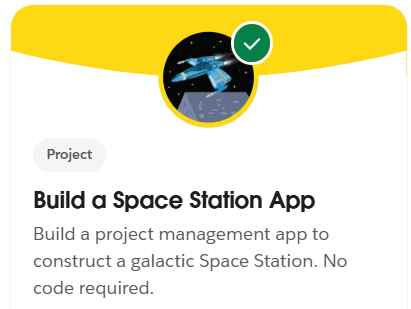 Project
Build a Space Station App
Build a project management app to
construct a galactic Space Station. No
code required.